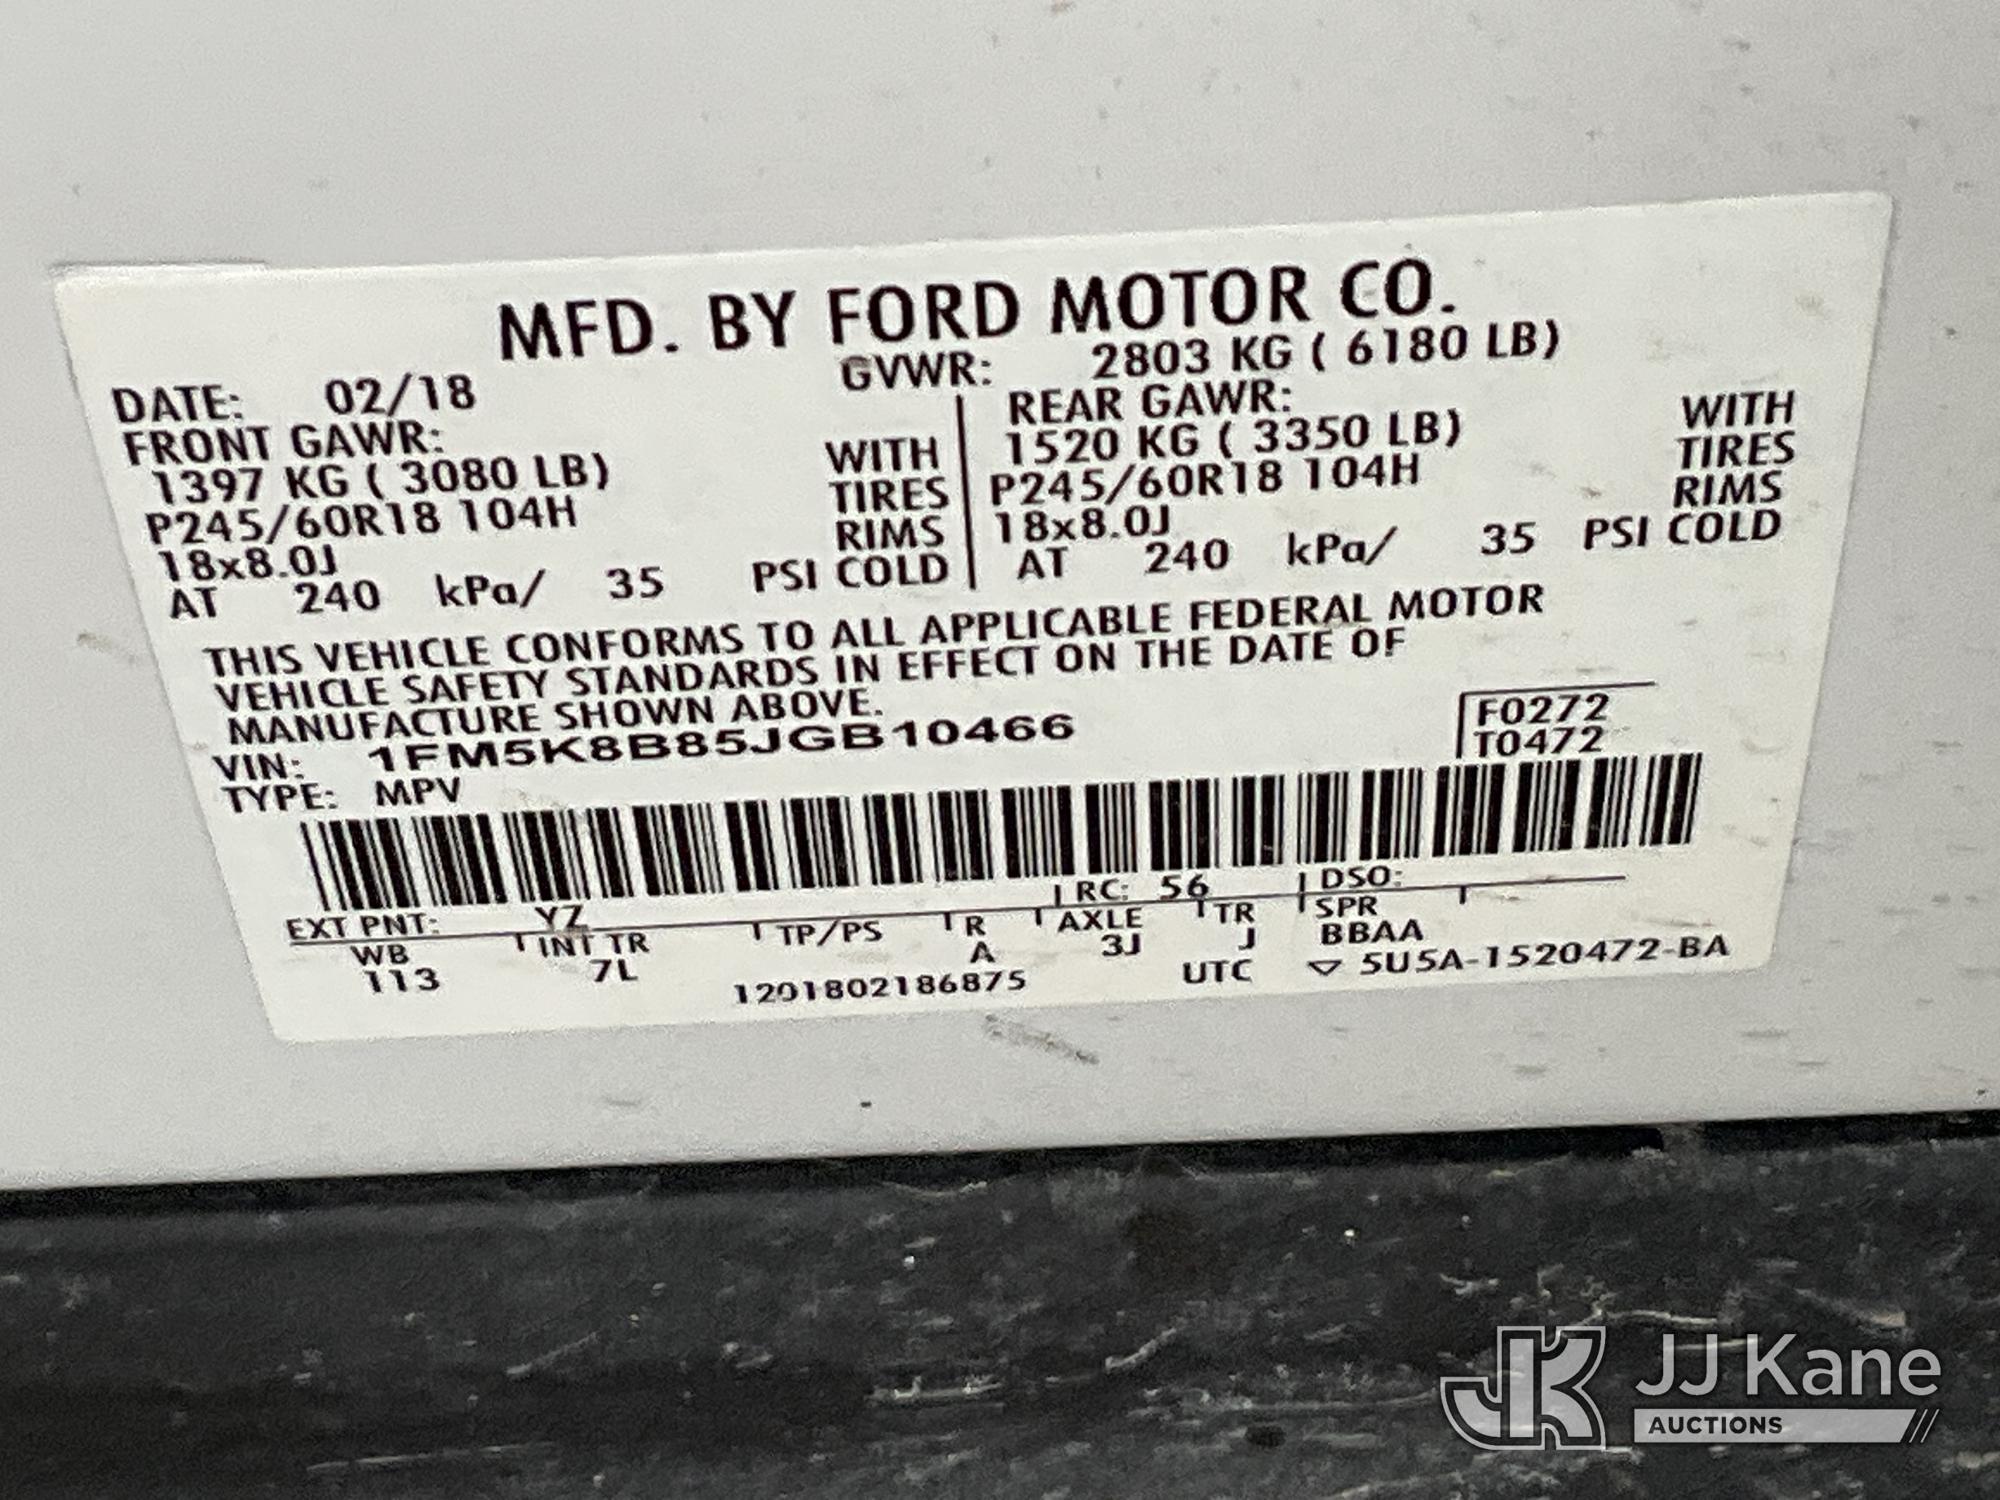 MFD. BY FORD MOTOR CO.
DATE: 02/18 GVWR: 2803 KG ( 6180 LB)
FRONT GAWR: REAR GAWR:
1397 KG ( 3080 LB) WITH 1520 KG ( 3350 LB) WITH
P245/60R18 104H TIRES P245/60R18 104H TIRES
18x8.0J RIMS 18x8.0J RIMS
AT 240 kPa/ 35 PSI COLD AT 240 kPa/ 35 PSI COLD
THIS VEHICLE CONFORMS TO ALL APPLICABLE FEDERAL MOTOR
VEHICLE SAFETY STANDARDS IN EFFECT ON THE DATE OF
MANUFACTURE SHOWN ABOVE.
VIN: 1FM5K8B85JGB10466 F0272
TYPE: MPV T0472
EXT PNT: YZ RC: 56 DSO:
WB INT TR TP/PS R AXLE TR SPR
113 7L A 3J J BBAA
1201802186875 UTC ▽ 5U5A-1520472-BA
JK JJ Kane
AUCTIONS